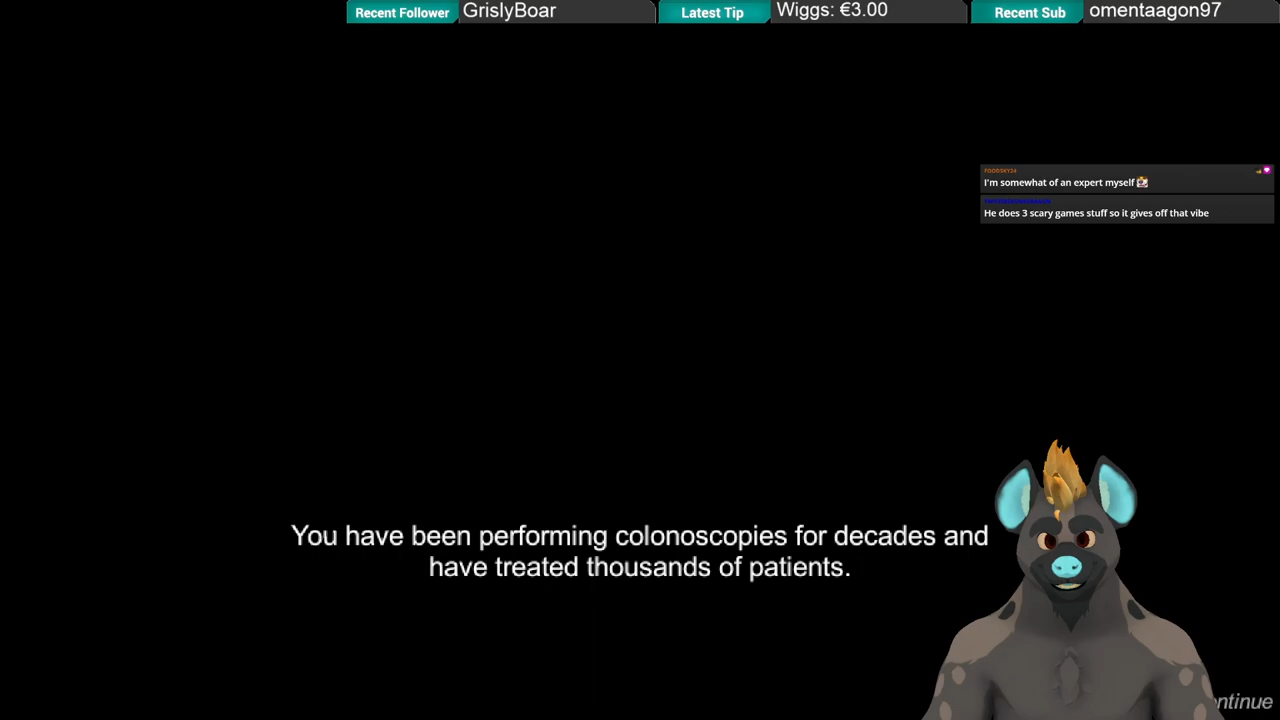 Recent Follower GrislyBoar Latest Tip Wiggs: €3.00 Recent Sub omentaagon97
FOODSKY24
I'm somewhat of an expert myself
He does 3 scary games stuff so it gives off that vibe
You have been performing colonoscopies for decades and
have treated thousands of patients.
ontinue